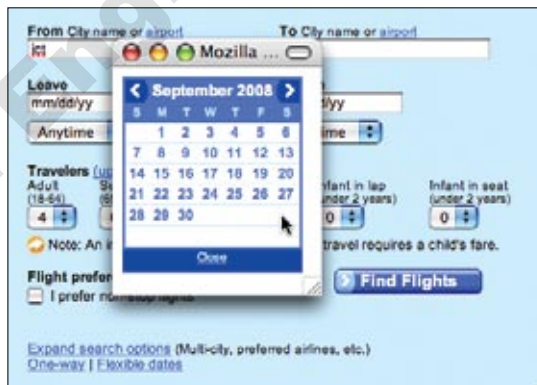 From City name or airport To City name or airport
Mozilla ...
Leave
mm/dd/yy /yy
Anytime ime
September 2008
S M T W T F S
1 2 3 4 5 6
7 8 9 10 11 12 13
14 15 16 17 18 19 20
21 22 23 24 25 26 27
28 29 30
Close
Travelers
Adult infant in lap Infant in seat
(18-64) (under 2 years) (under 2 years)
4 0 0
Note: An i travel requires a child's fare.
Flight prefer Find Flights
I prefer non-stop flights
Expand search options (Multi-city, preferred airlines, etc.)
One-way | Flexible dates